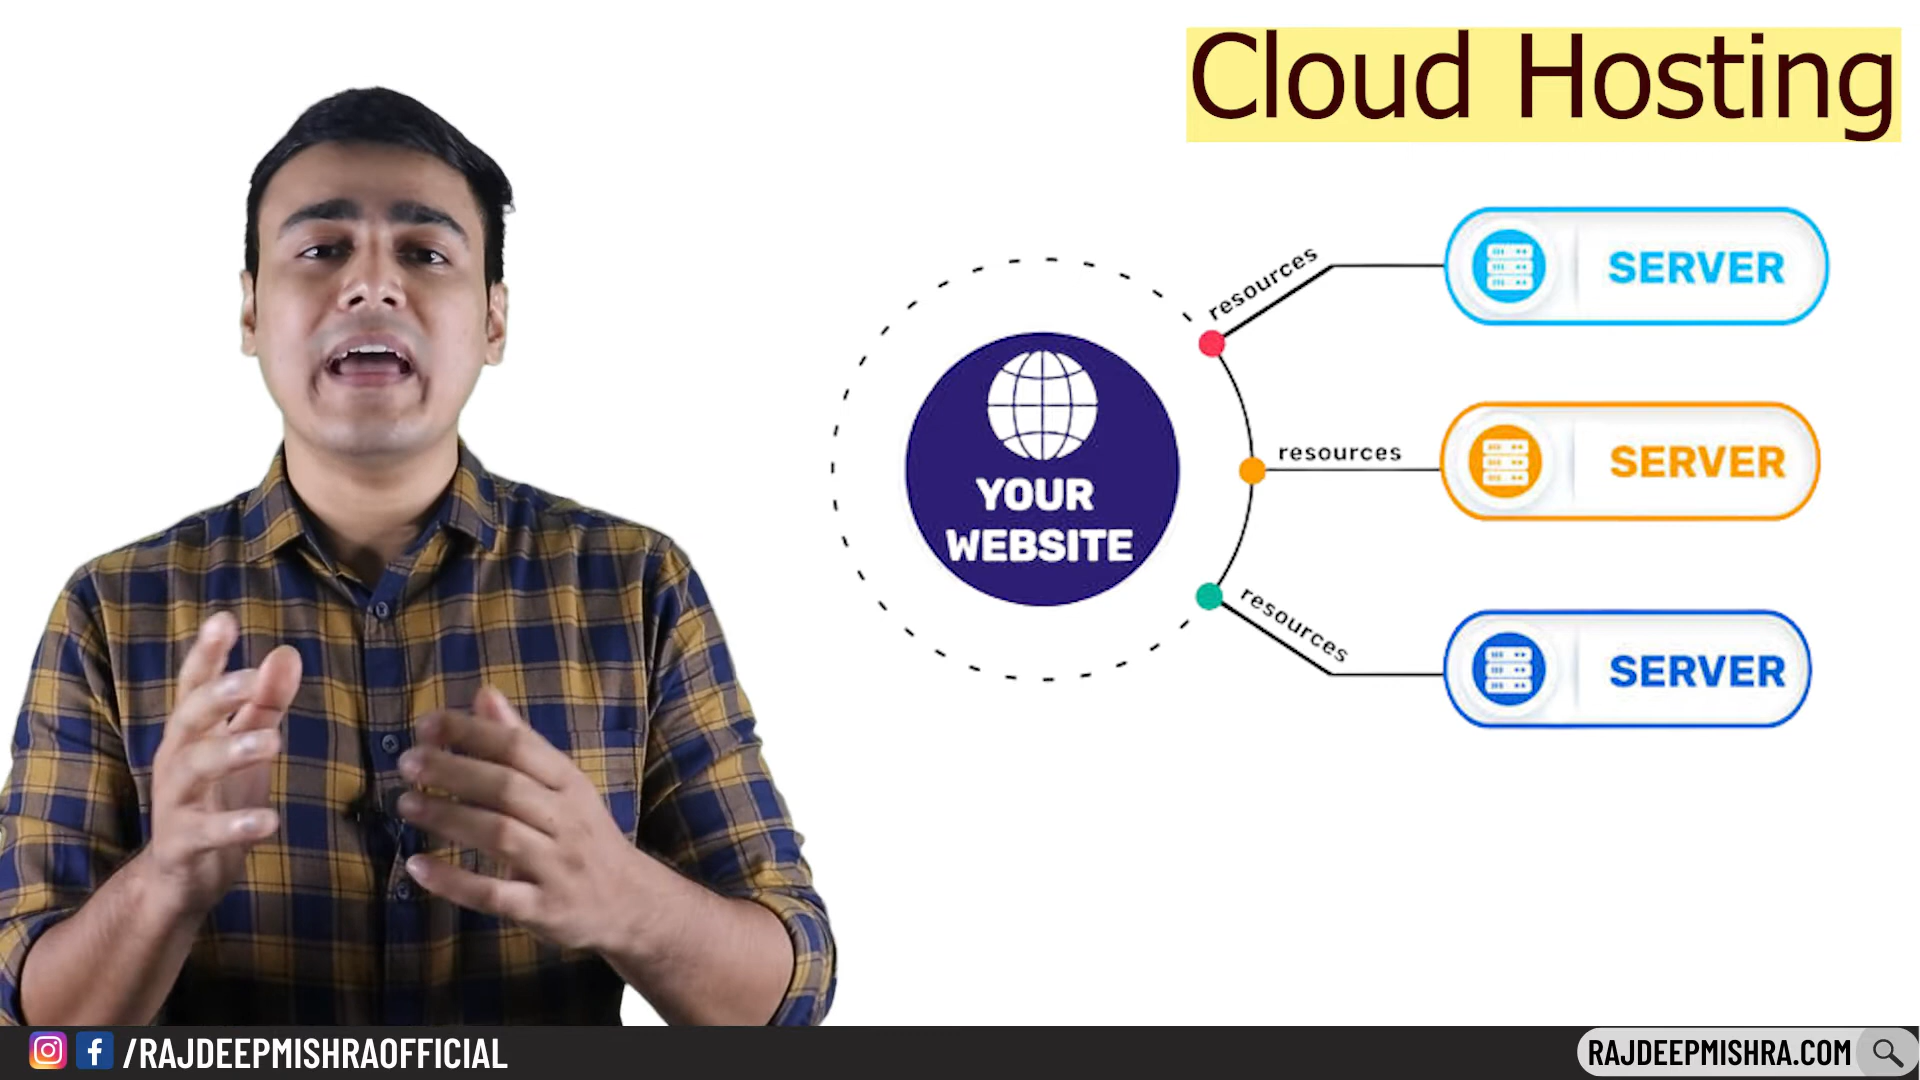 Cloud Hosting
resources
SERVER
YOUR
WEBSITE
resources
SERVER
resources
SERVER
/RAJDEEPMISHRAOFFICIAL
RAJDEEPMISHRA.COM